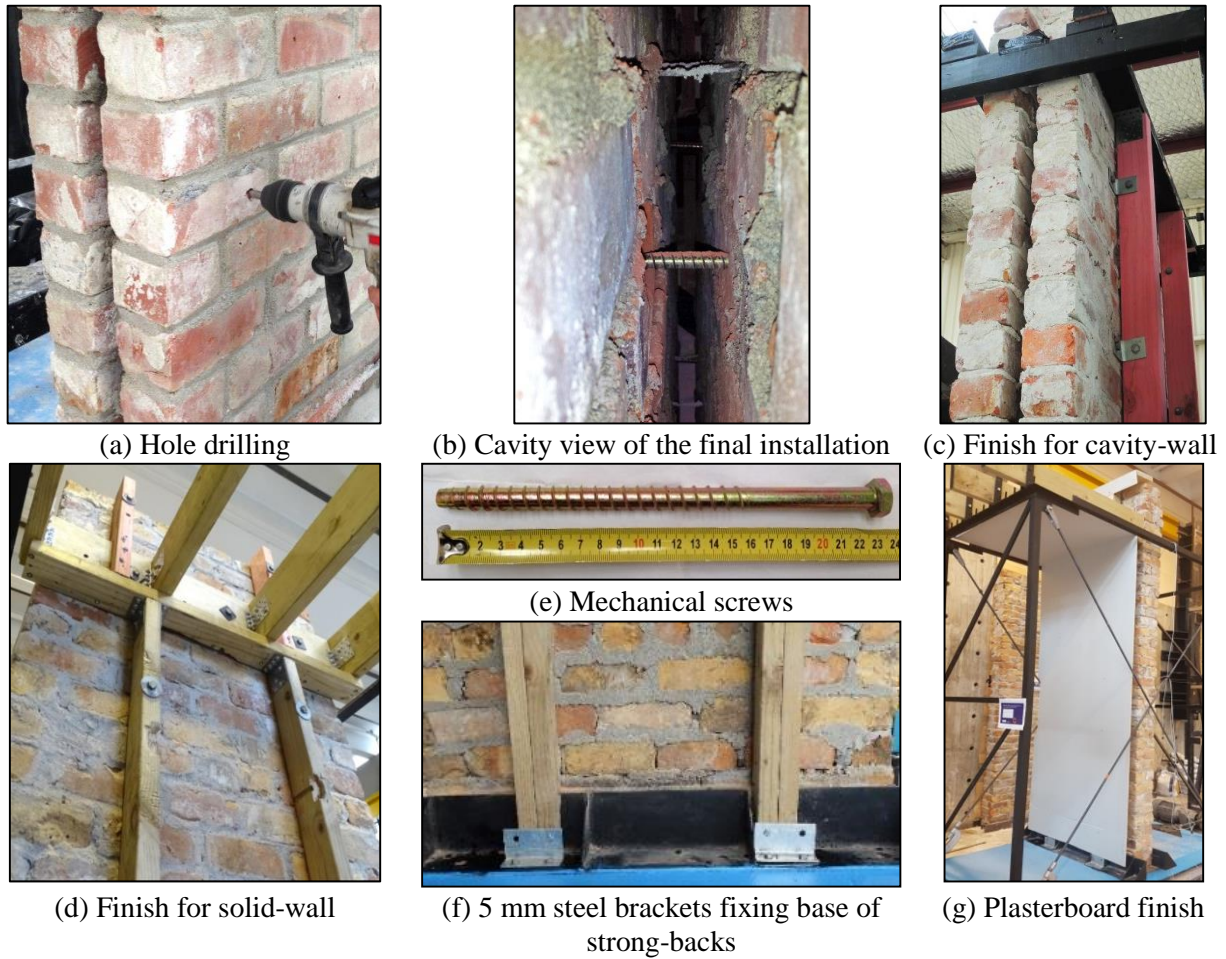 (a) Hole drilling
(b) Cavity view of the final installation
(c) Finish for cavity-wall
(d) Finish for solid-wall
2 3 4 5 6 7 8 9 10 11 12 13 14 15 16 17 18 19 20 21 22 23 24
(e) Mechanical screws
(f) 5 mm steel brackets fixing base of
strong-backs
(g) Plasterboard finish